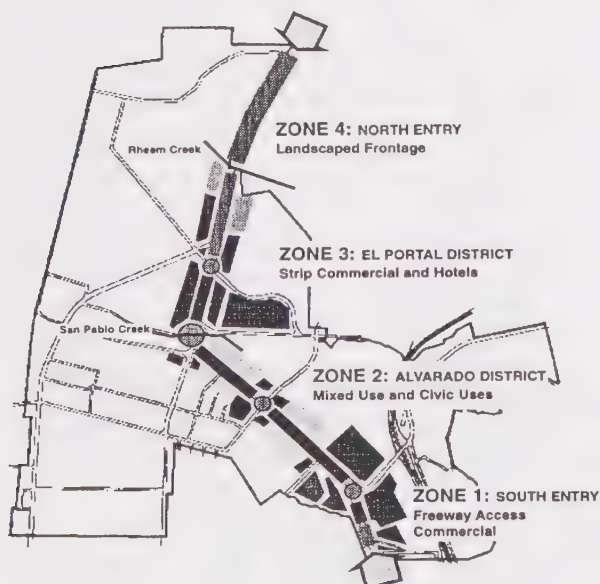 ZONE 4: NORTH ENTRY
Landscaped Frontage
Rheem Creek
ZONE 3: EL PORTAL DISTRICT
Strip Commercial and Hotels
San Pablo Creek
ZONE 2: ALVARADO DISTRICT
Mixed Use and Civic Uses
ZONE 1: SOUTH ENTRY
Freeway Access
Commercial